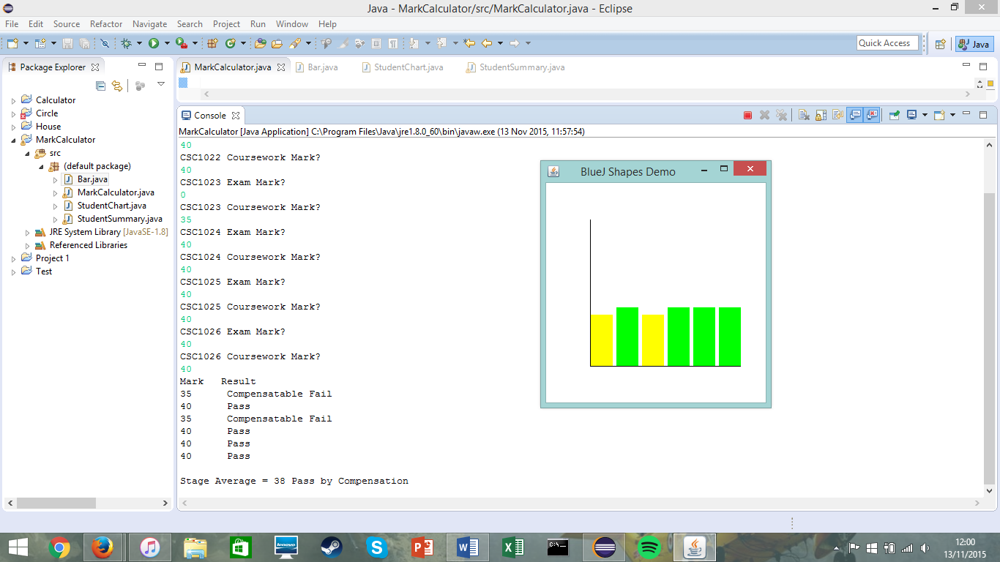 Java - MarkCalculator/src/MarkCalculator.java - Eclipse
File Edit Source Refactor Navigate Search Project Run Window Help
Quick Access
Java
Package Explorer
MarkCalculator.java
Bar.java
StudentChart.java
StudentSummary.java
Calculator
Circle
House
MarkCalculator
src
(default package)
Bar.java
MarkCalculator.java
StudentChart.java
StudentSummary.java
JRE System Library [JavaSE-1.8]
Referenced Libraries
Project 1
Test
Console
MarkCalculator [Java Application] C:\Program Files\Java\jre1.8.0_60\bin\javaw.exe (13 Nov 2015, 11:57:54)
40
CSC1022 Coursework Mark?
40
CSC1023 Exam Mark?
0
CSC1023 Coursework Mark?
35
CSC1024 Exam Mark?
40
CSC1024 Coursework Mark?
40
CSC1025 Exam Mark?
40
CSC1025 Coursework Mark?
40
CSC1026 Exam Mark?
40
CSC1026 Coursework Mark?
40
Mark Result
35 Compensatable Fail
40 Pass
35 Compensatable Fail
40 Pass
40 Pass
40 Pass
Stage Average = 38 Pass by Compensation
BlueJ Shapes Demo
lenovo
12:00
13/11/2015